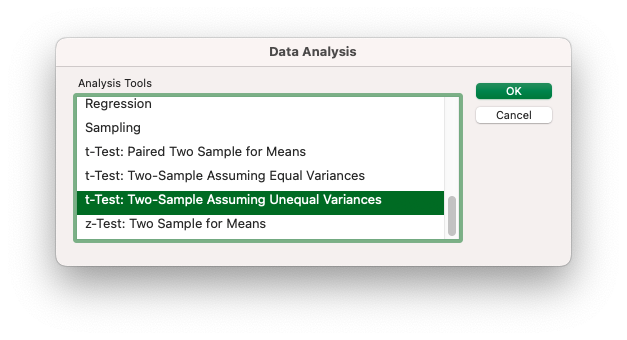 Data Analysis
Analysis Tools
Regression
Sampling
t-Test: Paired Two Sample for Means
t-Test: Two-Sample Assuming Equal Variances
t-Test: Two-Sample Assuming Unequal Variances
z-Test: Two Sample for Means
OK
Cancel